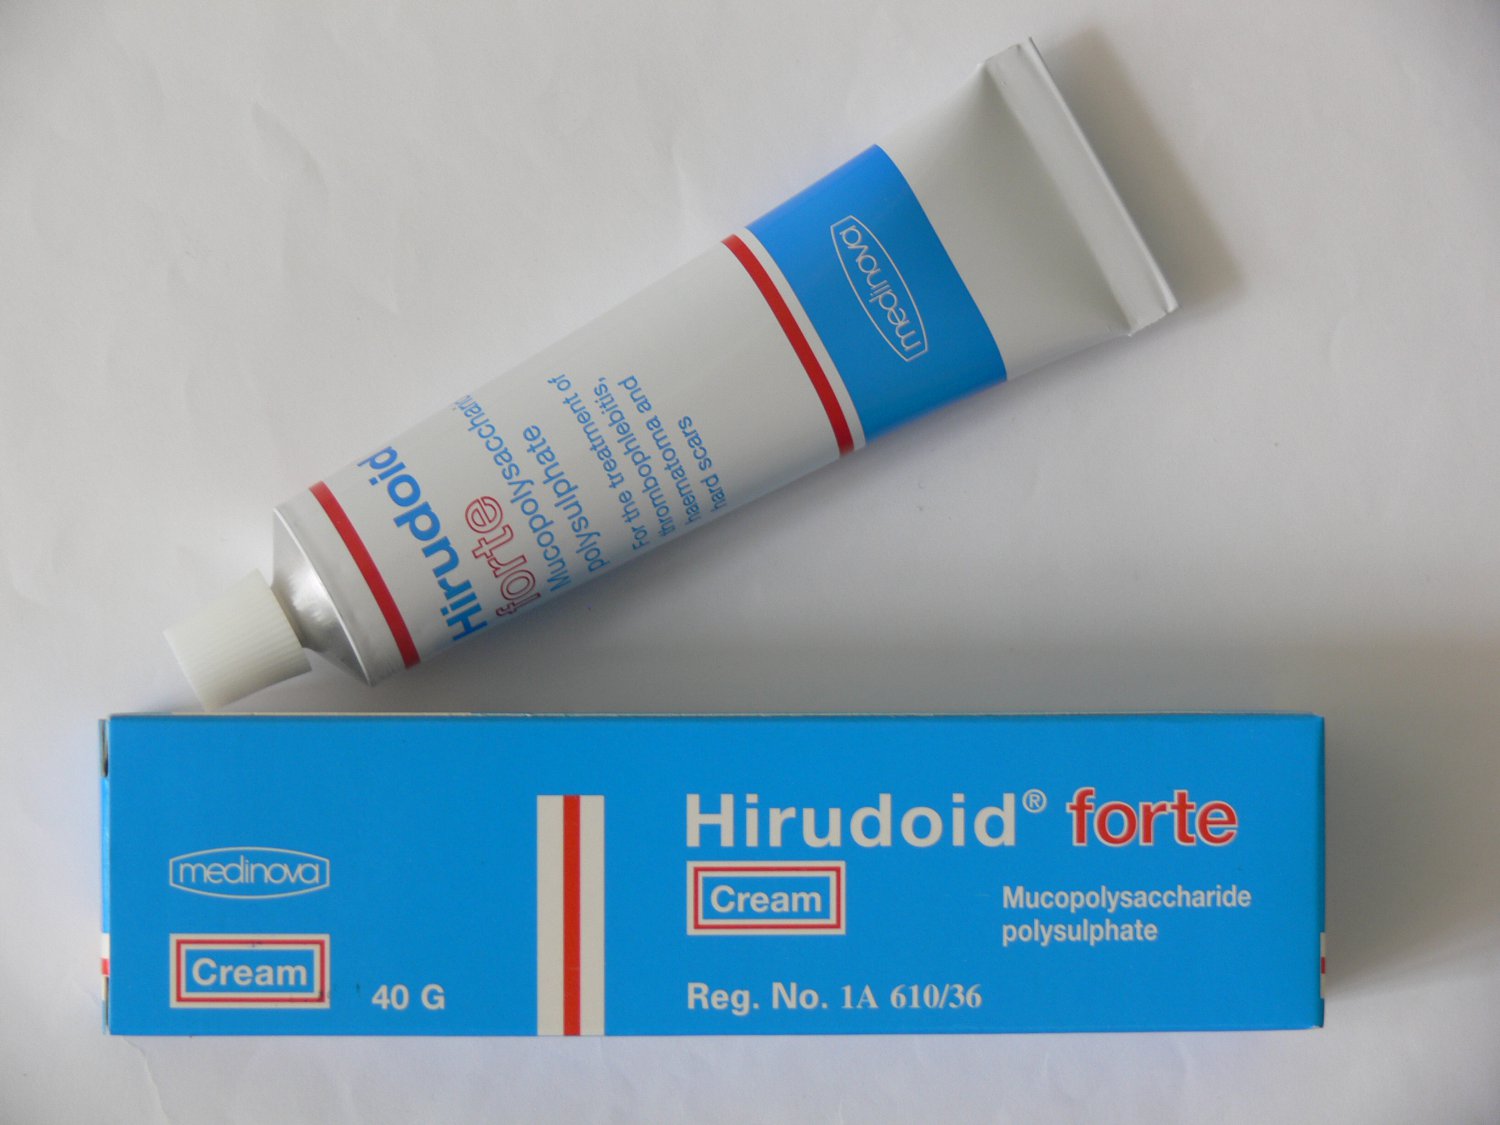 medinova
Hirudoid
forte
Mucopolysaccharid
polysulphate
For the treatment of
thrombophlebitis,
haematoma and
hard scars
medinova
Cream
40 G
Hirudoid® forte
Cream
Mucopolysaccharide
polysulphate
Reg. No. 1A 610/36